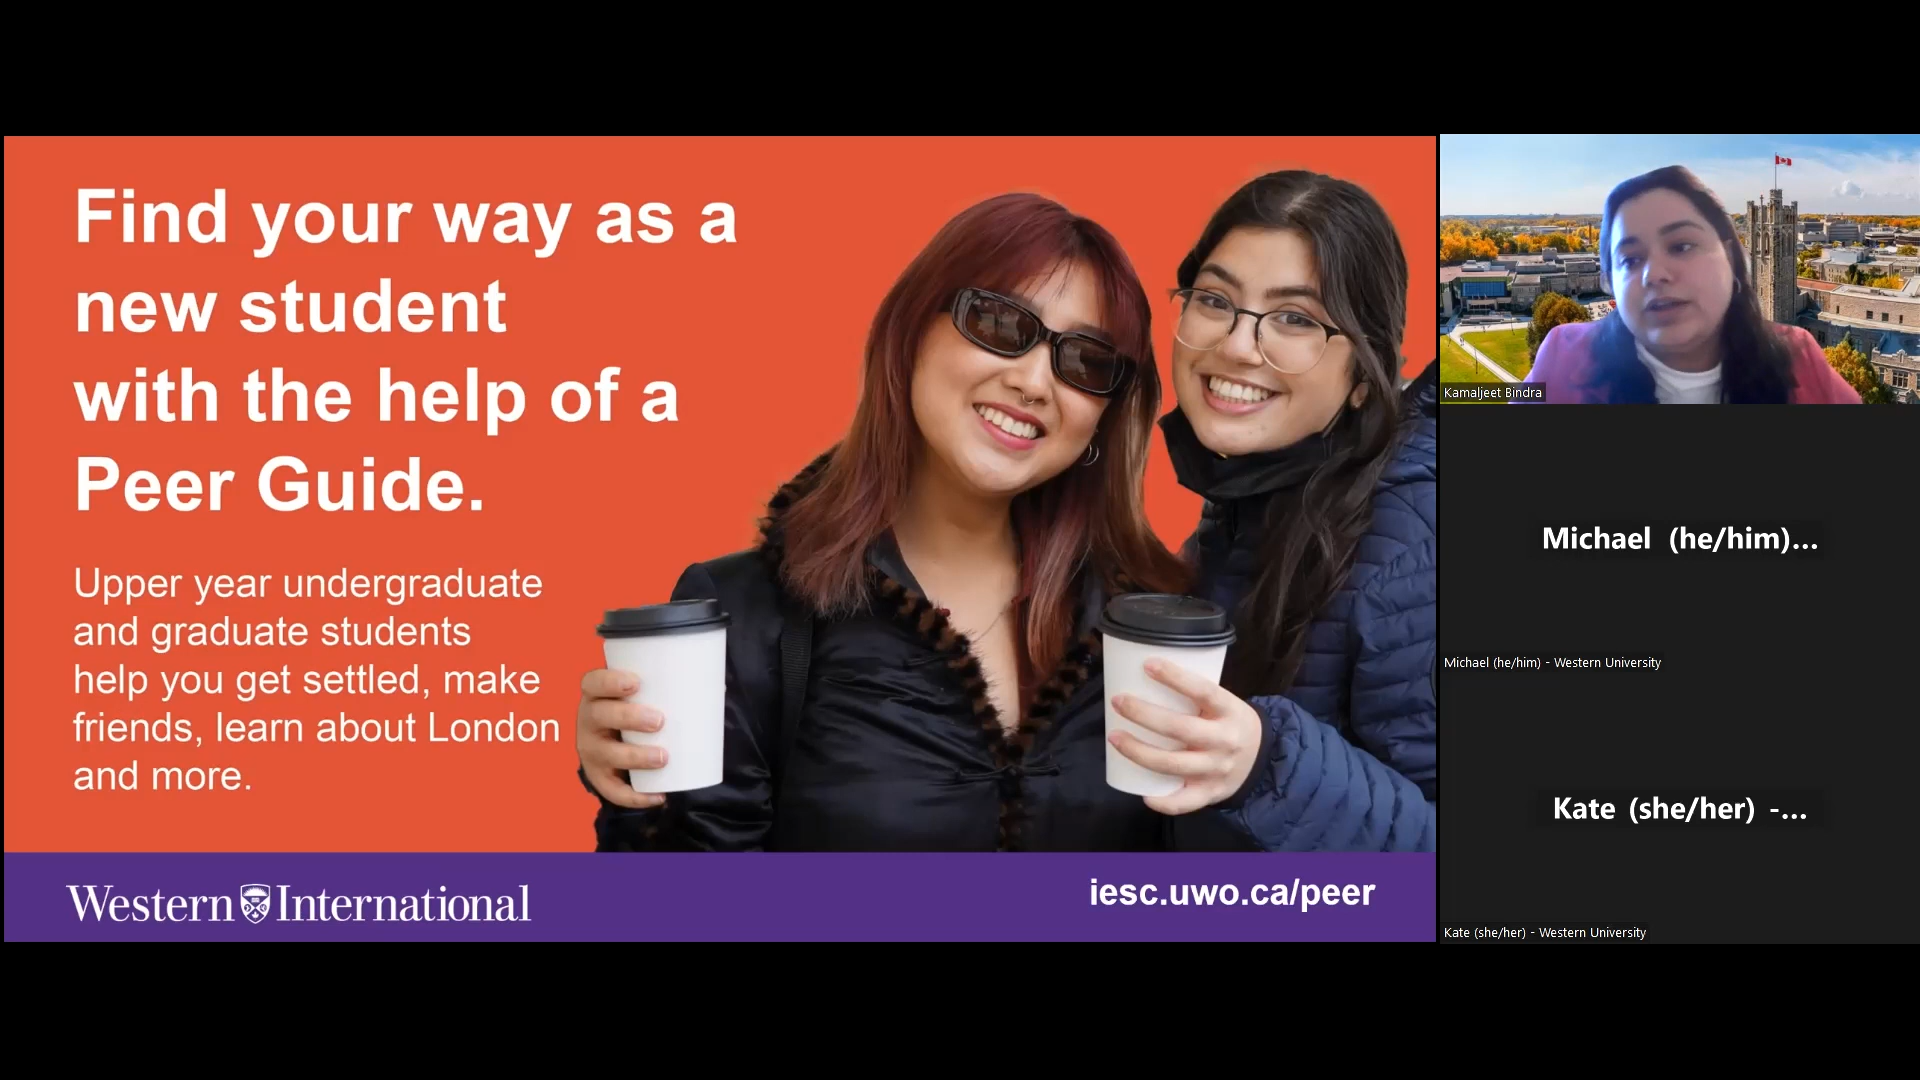 Find your way as a
new student
with the help of a
Peer Guide.
Upper year undergraduate
and graduate students
help you get settled, make
friends, learn about London
and more.
Western International
iesc.uwo.ca/peer
Kamaljeet Bindra
Michael (he/him)...
Michael (he/him) - Western University
Kate (she/her) -...
Kate (she/her) - Western University